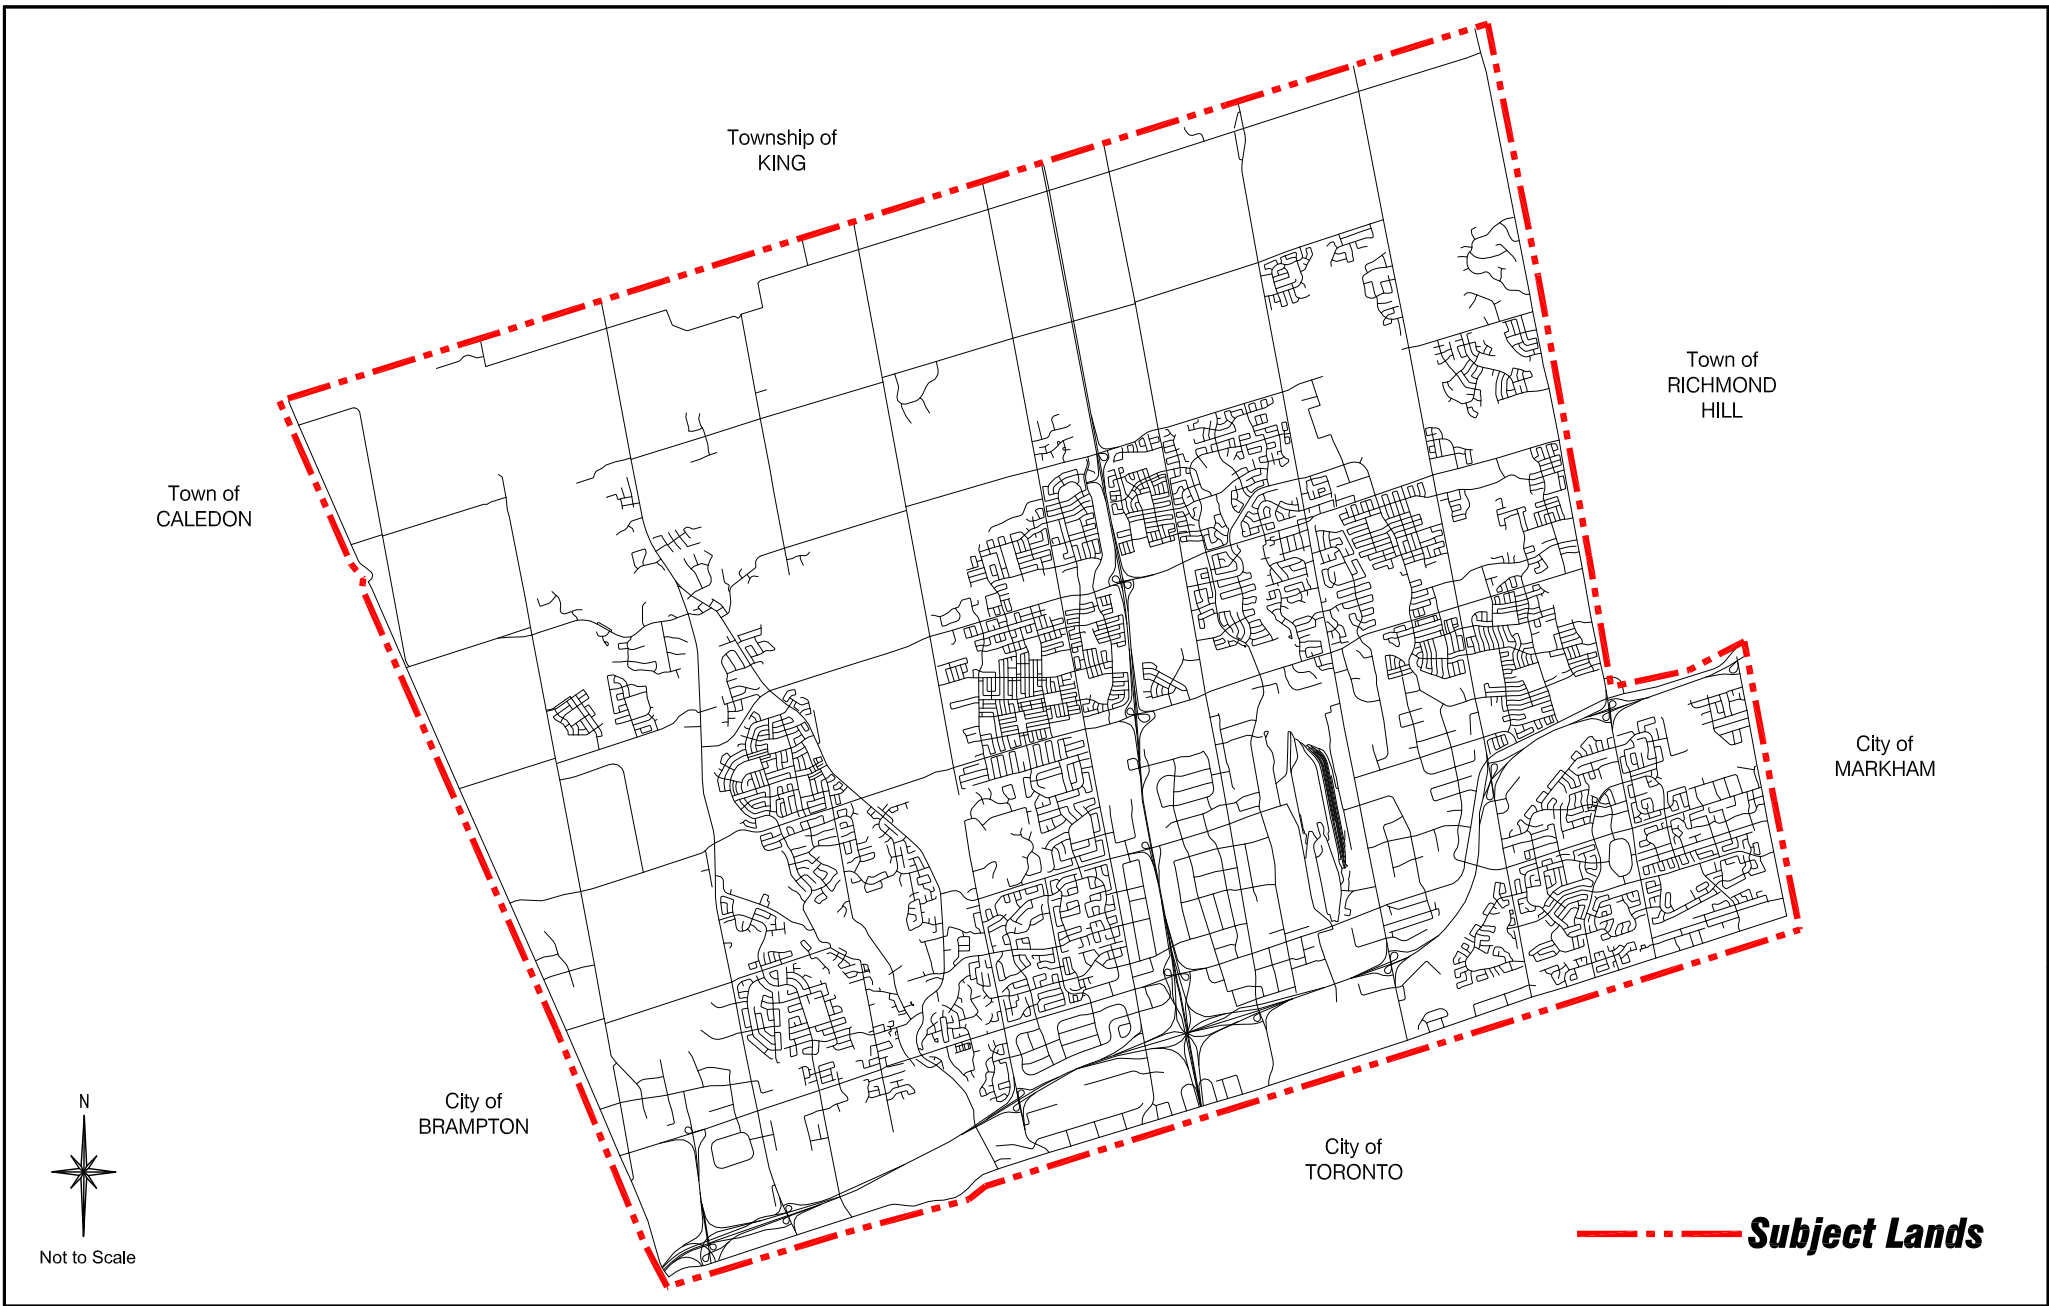 Township of
KING
Town of
RICHMOND
HILL
Town of
CALEDON
City of
MARKHAM
City of
BRAMPTON
City of
TORONTO
N
Not to Scale
Subject Lands